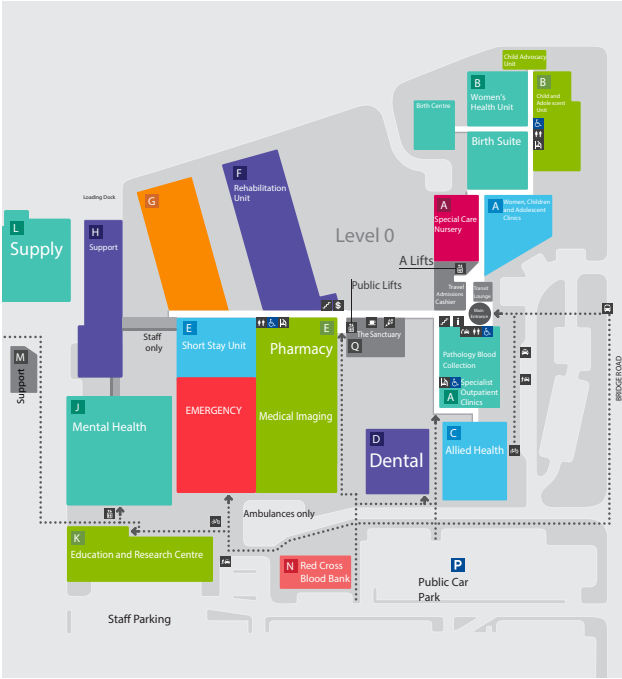 Child Advocacy
Unit
B
Women's
Health Unit
B
Child and
Adolescent
Unit
Birth Centre
Birth Suite
F
Rehabilitation
Unit
G
Loading Dock
A
Special Care
Nursery
A
Women, Children
and Adolescent
Clinics
L
Supply
H
Support
Level 0
A Lifts
Public Lifts
Travel
Admissions
Cashier
Transit
Lounge
Main
Entrance
$
E
Short Stay Unit
E
Pharmacy
Staff
only
The Sanctuary
Q
i
M
Support
Pathology Blood
Collection
Specialist
Outpatient
Clinics
A
BRIDGE ROAD
J
Mental Health
EMERGENCY
Medical Imaging
D
Dental
C
Allied Health
Ambulances only
K
Education and Research Centre
N
Red Cross
Blood Bank
P
Public Car
Park
Staff Parking